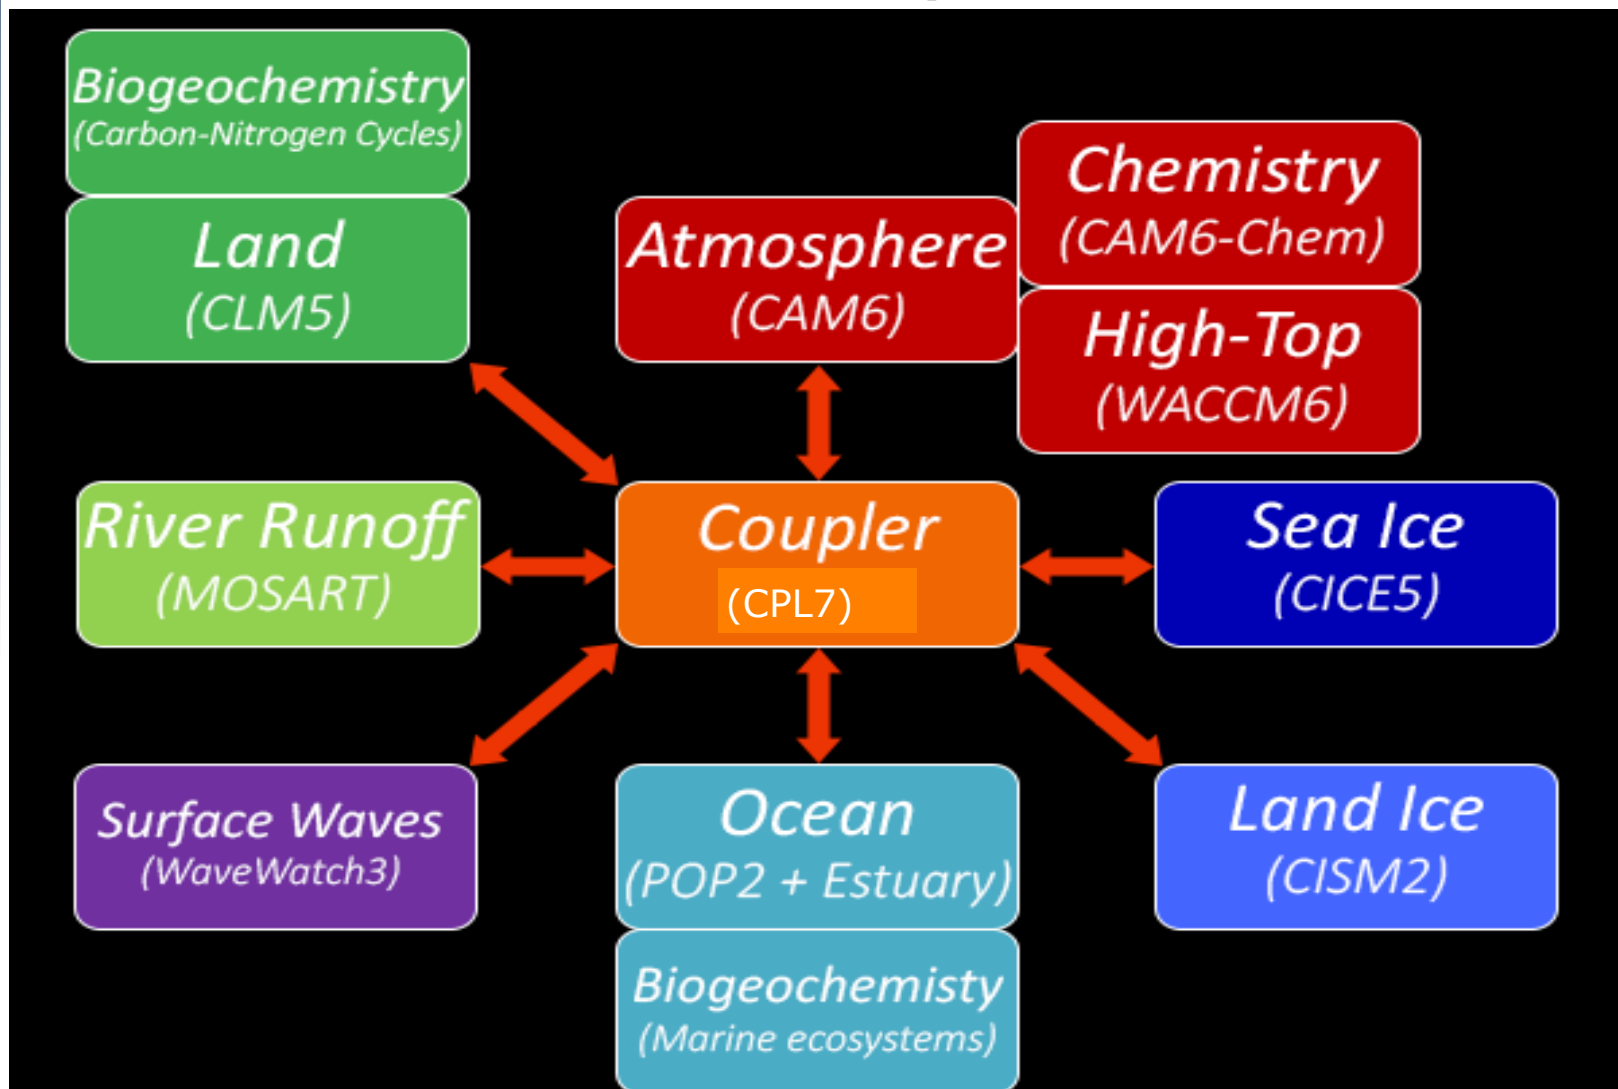 Biogeochemistry
(Carbon-Nitrogen Cycles)
Land
(CLM5)
Atmosphere
(CAM6)
Chemistry
(CAM6-Chem)
High-Top
(WACCM6)
River Runoff
(MOSART)
Coupler
(CPL7)
Sea Ice
(CICE5)
Surface Waves
(WaveWatch3)
Ocean
(POP2 + Estuary)
Land Ice
(CISM2)
Biogeochemisty
(Marine ecosystems)